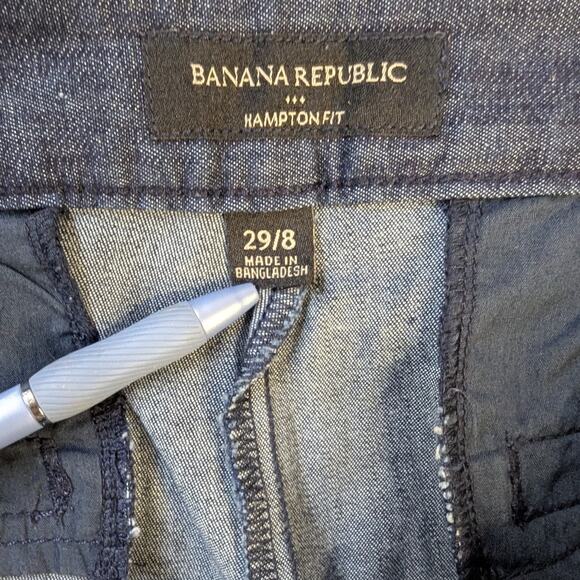 BANANA REPUBLIC
HAMPTON FIT
29/8
MADE IN
BANGLADESH